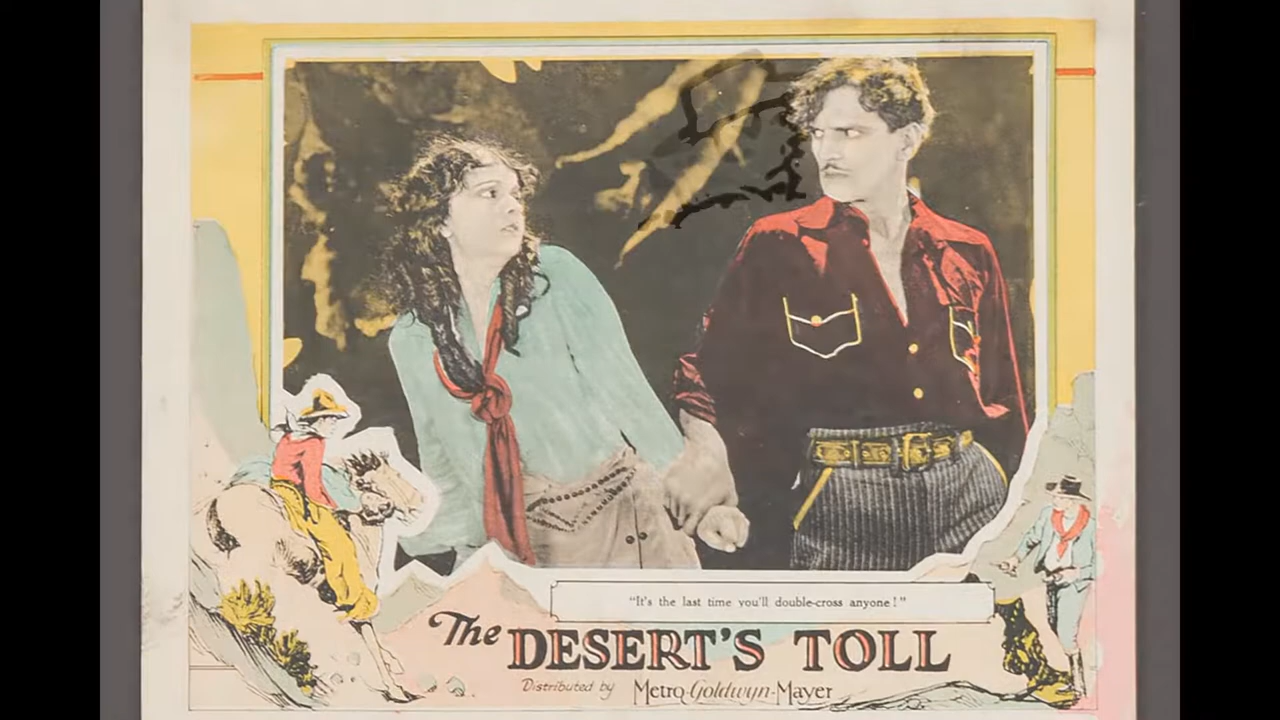 "It's the last time you'll double-cross anyone!"
The DESERT'S TOLL
Distributed by Metro-Goldwyn-Mayer